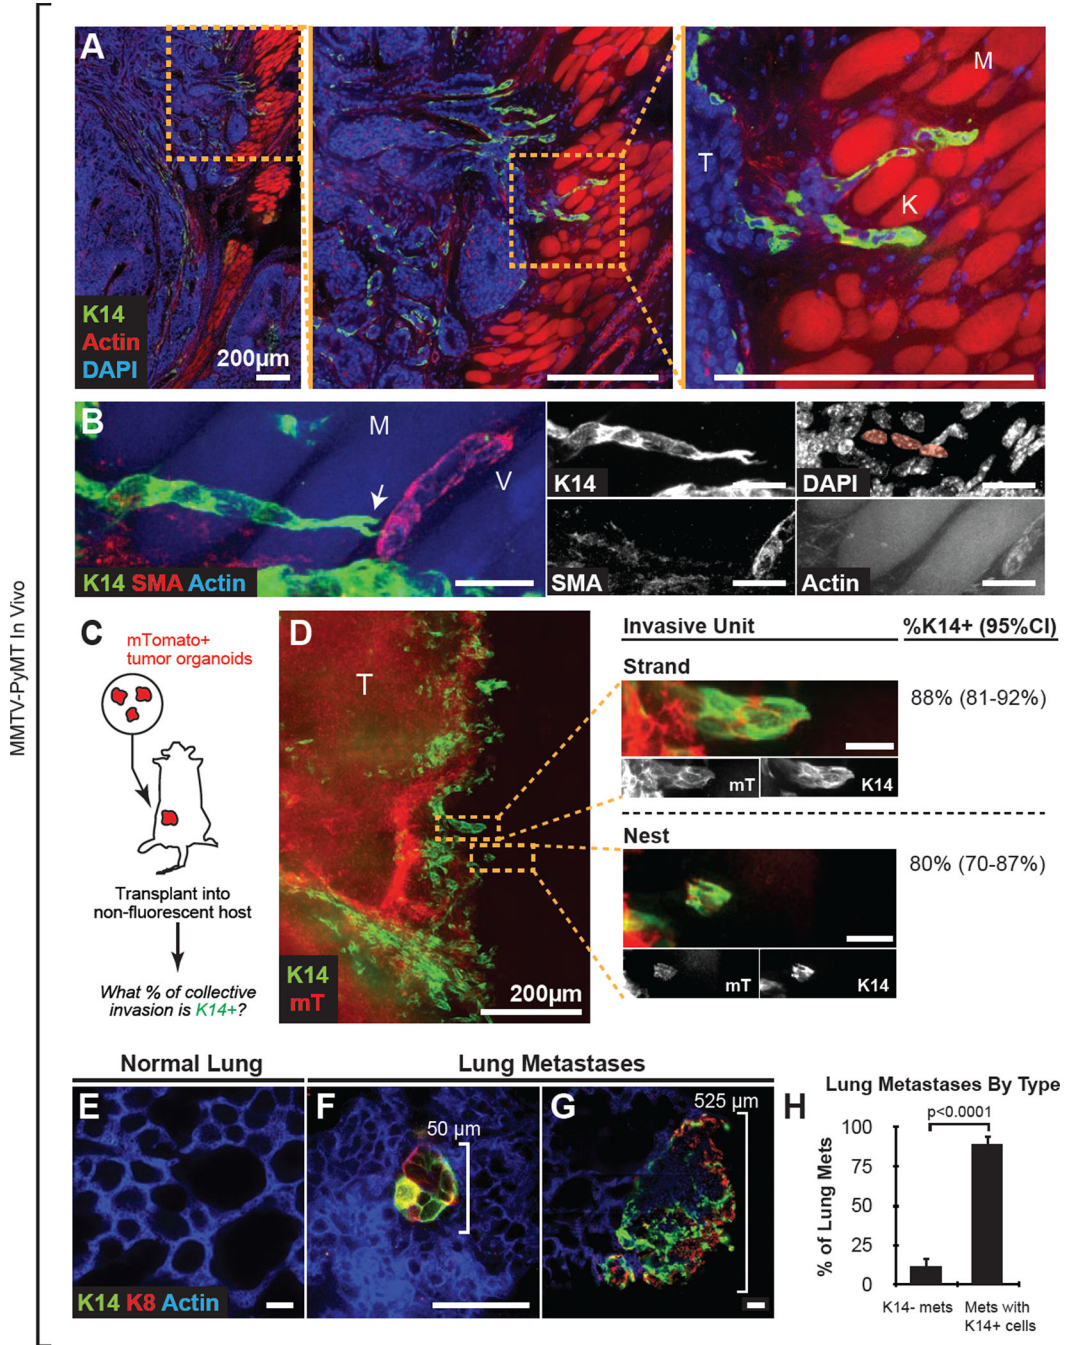 MMTV-PyMT In Vivo
A
K14
Actin
DAPI
200μm
T
M
K
B
M
V
K14 SMA Actin
K14
DAPI
SMA
Actin
C
mTomato+
tumor organoids
Transplant into
non-fluorescent host
What % of collective
invasion is K14+?
D
T
K14
mT
200μm
Invasive Unit
%K14+ (95%CI)
Strand
88% (81-92%)
mT
K14
Nest
80% (70-87%)
mT
K14
Normal Lung
Lung Metastases
E
K14 K8 Actin
F
50 μm
G
525 μm
H
Lung Metastases By Type
p<0.0001
% of Lung Mets
100
75
50
25
0
K14- mets
Mets with
K14+ cells